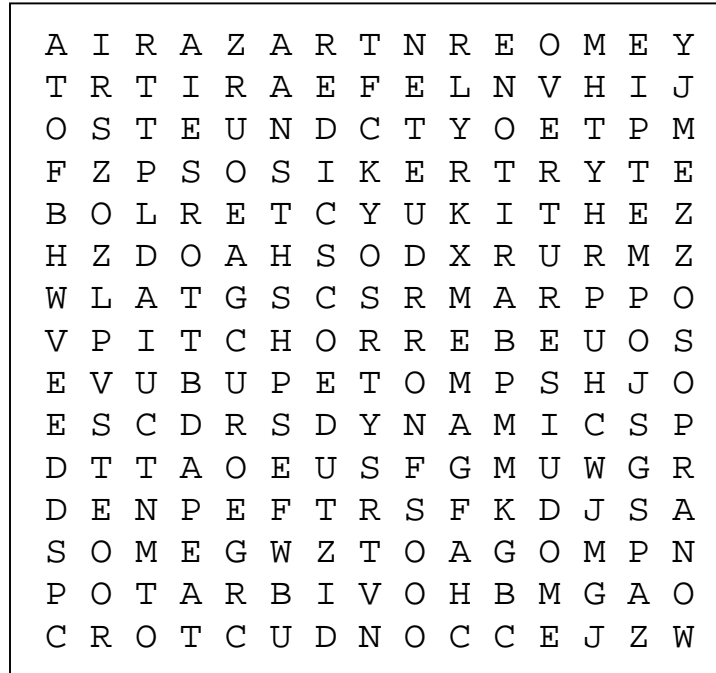 A I R A Z A R T N R E O M E Y
T R T I R A E F E L N V H I J
O S T E U N D C T Y O E T P M
F Z P S O S I K E R T R Y T E
B O L R E T C Y U K I T H E Z
H Z D O A H S O D X R U R M Z
W L A T G S C S R M A R P P O
V P I T C H O R R E B E U O S
E V U B U P E T O M P S H J O
E S C D R S D Y N A M I C S P
D T T A O E U S F G M U W G R
D E N P E F T R S F K D J S A
S O M E G W Z T O A G O M P N
P O T A R B I V O H B M G A O
C R O T C U D N O C C E J Z W